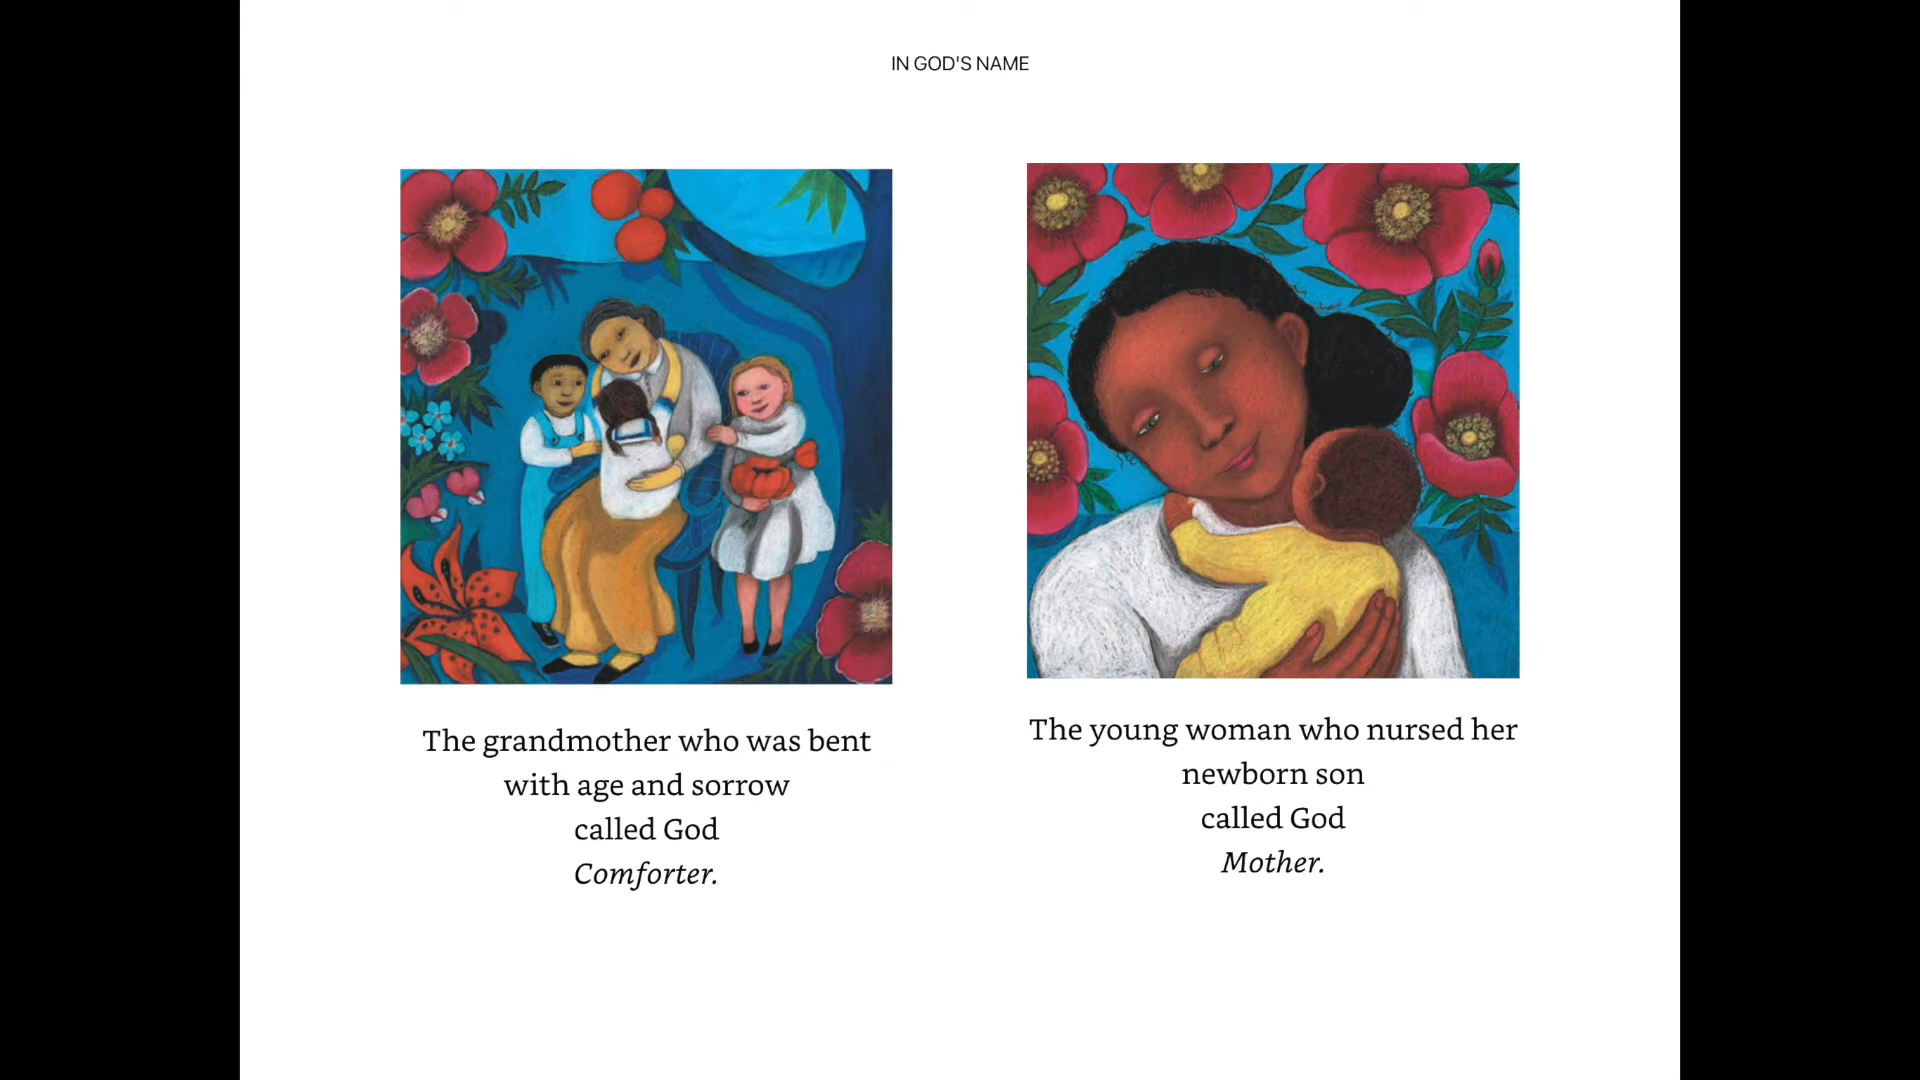 IN GOD'S NAME
The grandmother who was bent
with age and sorrow
called God
Comforter.
The young woman who nursed her
newborn son
called God
Mother.